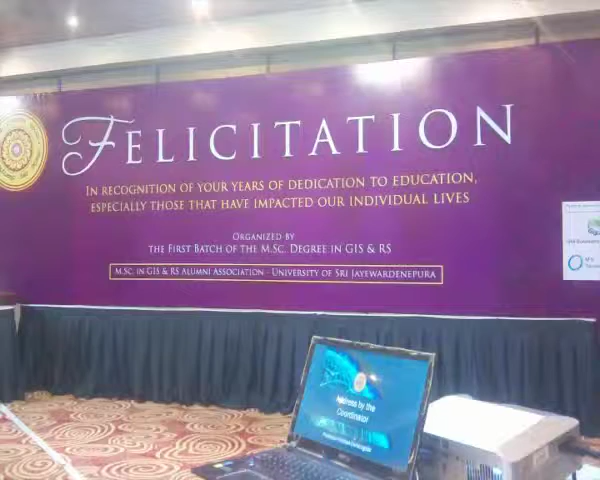 FELICITATION
IN RECOGNITION OF YOUR YEARS OF DEDICATION TO EDUCATION,
ESPECIALLY THOSE THAT HAVE IMPACTED OUR INDIVIDUAL LIVES
ORGANIZED BY
THE FIRST BATCH OF THE M.SC. DEGREE IN GIS & RS
M.SC. IN GIS & RS ALUMNI ASSOCIATION - UNIVERSITY OF SRI JAYEWARDENEPURA
Address by the
Coordinator